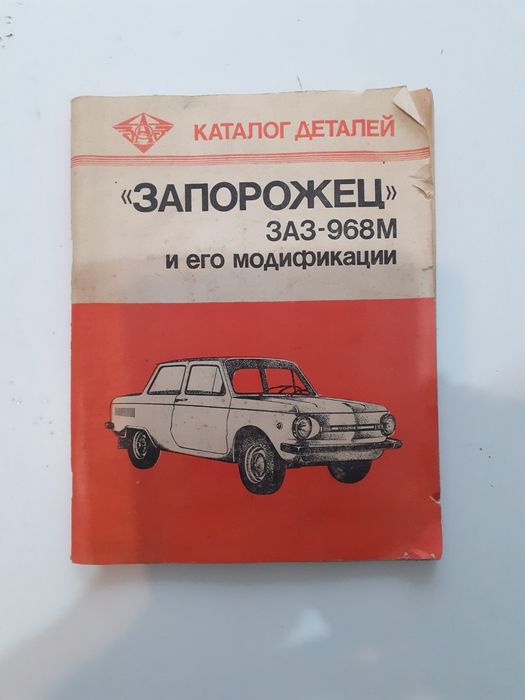 КАТАЛОГ ДЕТАЛЕЙ
«ЗАПОРОЖЕЦ»
ЗАЗ-968М
и его модификации